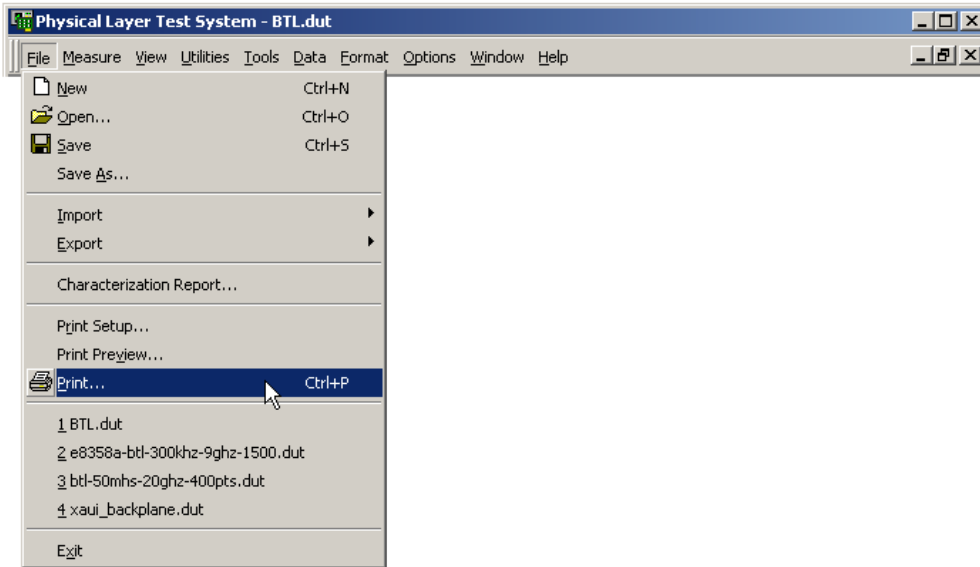 Physical Layer Test System - BTL.dut
File Measure View Utilities Tools Data Format Options Window Help
New Ctrl+N
Open... Ctrl+O
Save Ctrl+S
Save As...
Import
Export
Characterization Report...
Print Setup...
Print Preview...
Print... Ctrl+P
1 BTL.dut
2 e8358a-btl-300khz-9ghz-1500.dut
3 btl-50mhs-20ghz-400pts.dut
4 xaui_backplane.dut
Exit